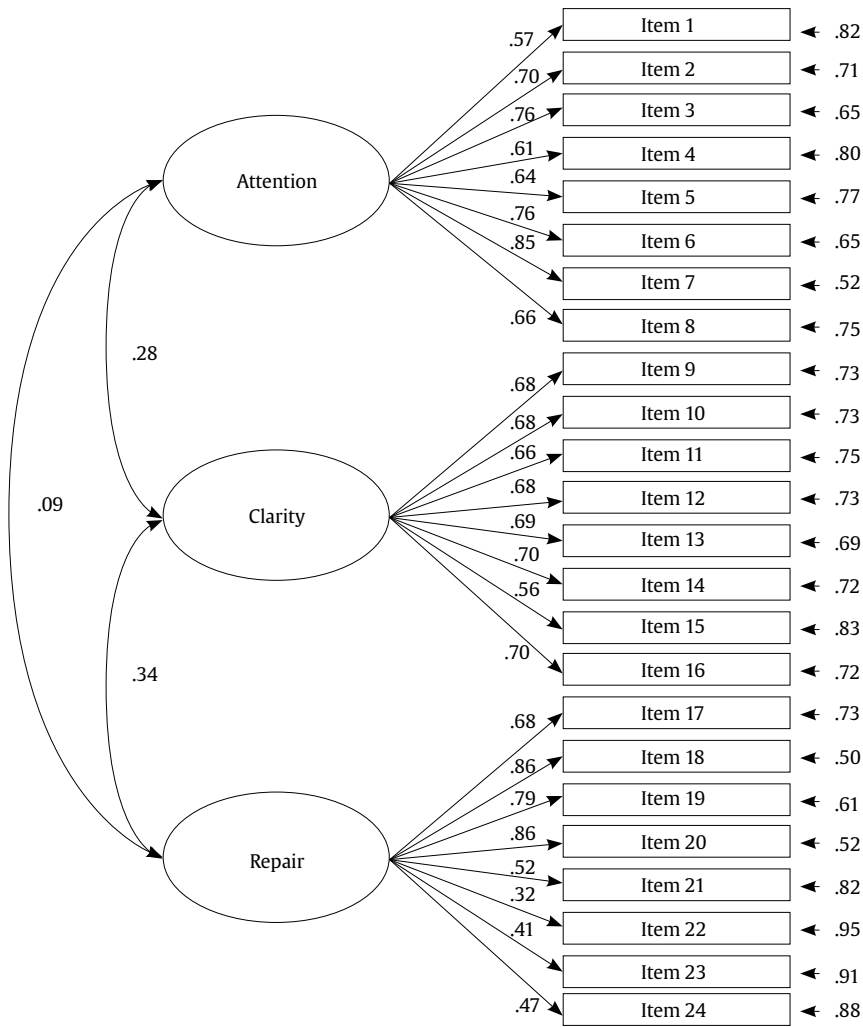 .57 Item 1 .82
.70 Item 2 .71
.76 Item 3 .65
.61 Item 4 .80
Attention
.64 Item 5 .77
.76 Item 6 .65
.85 Item 7 .52
.66 Item 8 .75
.28
.68 Item 9 .73
.68 Item 10 .73
.66 Item 11 .75
.68 Item 12 .73
.09
Clarity
.69 Item 13 .69
.70 Item 14 .72
.56 Item 15 .83
.70 Item 16 .72
.34
.68 Item 17 .73
.86 Item 18 .50
.79 Item 19 .61
.86 Item 20 .52
Repair
.52 Item 21 .82
.32 Item 22 .95
.41 Item 23 .91
.47 Item 24 .88